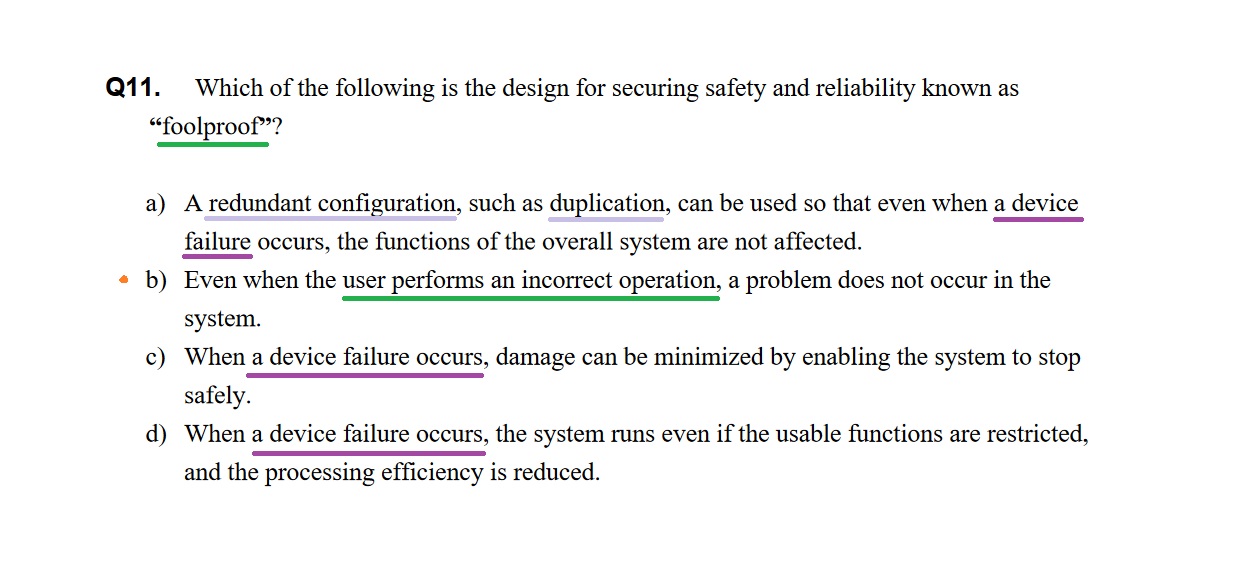 Q11. Which of the following is the design for securing safety and reliability known as
“foolproof”?
a) A redundant configuration, such as duplication, can be used so that even when a device
failure occurs, the functions of the overall system are not affected.
b) Even when the user performs an incorrect operation, a problem does not occur in the
system.
c) When a device failure occurs, damage can be minimized by enabling the system to stop
safely.
d) When a device failure occurs, the system runs even if the usable functions are restricted,
and the processing efficiency is reduced.